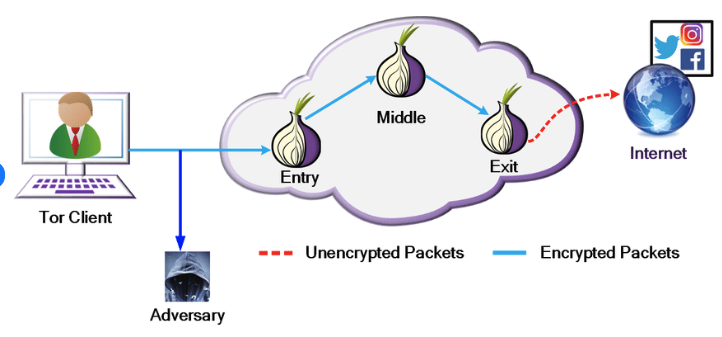 Middle
Entry
Exit
Internet
Tor Client
Unencrypted Packets
Encrypted Packets
Adversary